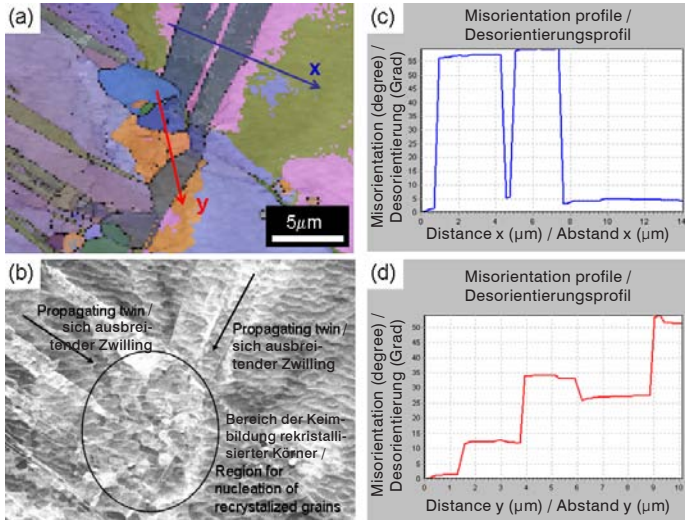 (a)
x
y
5μm
(b)
Propagating twin /
sich ausbrei-
tender Zwilling
Propagating twin /
sich ausbreitender
Zwilling
Bereich der Keim-
bildung rekristalli-
sierter Körner /
Region for
nucleation of
recrystalized grains
(c)
Misorientation profile /
Desorientierungsprofil
Misorientation (degree) /
Desorientierung (Grad)
55
50
45
40
35
30
25
20
15
10
5
0
0
2
4
6
8
10
12
14
Distance x (μm) / Abstand x (μm)
(d)
Misorientation profile /
Desorientierungsprofil
Misorientation (degree) /
Desorientierung (Grad)
50
45
40
35
30
25
20
15
10
5
0
0
1
2
3
4
5
6
7
8
9
10
Distance y (μm) / Abstand y (μm)